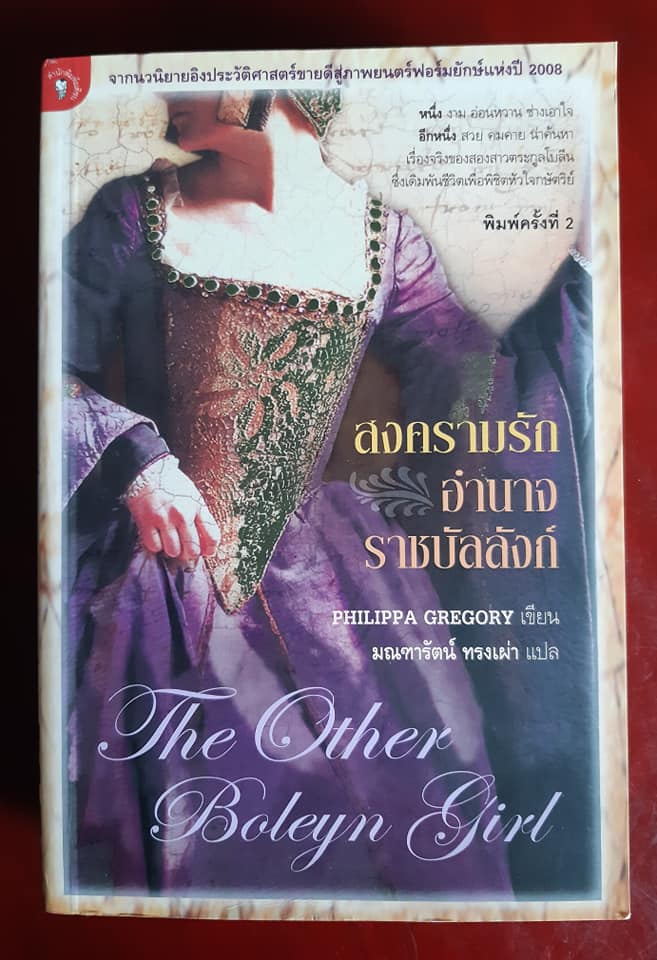 จากนวนิยายอิงประวัติศาสตร์ขายดีสู่ภาพยนตร์ฟอร์มยักษ์แห่งปี 2008
หนึ่ง งาม อ่อนหวาน ช่างเอาใจ
อีกหนึ่ง สวย คมคาย น่าค้นหา
เรื่องจริงของสองสาวตระกูลโบลีน
ซึ่งเดิมพันชีวิตเพื่อพิชิตหัวใจกษัตริย์
พิมพ์ครั้งที่ 2
สงครามรัก
อำนาจ
ราชบัลลังก์
PHILIPPA GREGORY เขียน
มณฑารัตน์ ทรงเผ่า แปล
The Other
Boleyn Girl